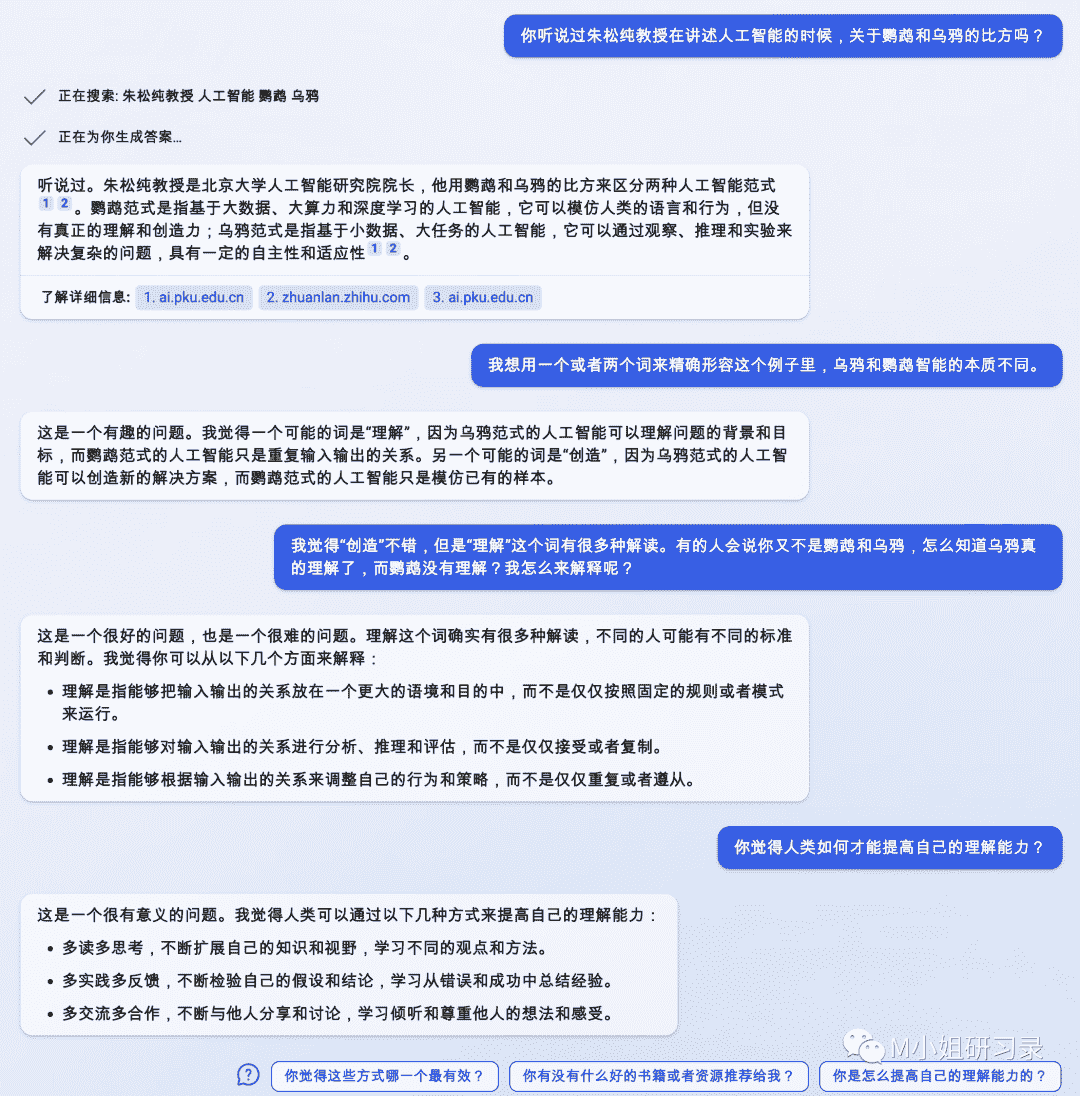 你听说过朱松纯教授在讲述人工智能的时候，关于鹦鹉和乌鸦的比方吗？
正在搜索: 朱松纯教授 人工智能 鹦鹉 乌鸦
正在为你生成答案...
听说过。朱松纯教授是北京大学人工智能研究院院长，他用鹦鹉和乌鸦的比方来区分两种人工智能范式
1 2 。鹦鹉范式是指基于大数据、大算力和深度学习的人工智能，它可以模仿人类的语言和行为，但没
有真正的理解和创造力；乌鸦范式是指基于小数据、大任务的人工智能，它可以通过观察、推理和实验来
解决复杂的问题，具有一定的自主性和适应性 1 2 。
了解详细信息: 1. ai.pku.edu.cn 2. zhuanlan.zhihu.com 3. ai.pku.edu.cn
我想用一个或者两个词来精确形容这个例子里，乌鸦和鹦鹉智能的本质不同。
这是一个有趣的问题。我觉得一个可能的词是“理解”，因为乌鸦范式的人工智能可以理解问题的背景和目
标，而鹦鹉范式的人工智能只是重复输入输出的关系。另一个可能的词是“创造”，因为乌鸦范式的人工智
能可以创造新的解决方案，而鹦鹉范式的人工智能只是模仿已有的样本。
我觉得“创造”不错，但是“理解”这个词有很多种解读。有的人会说你又不是鹦鹉和乌鸦，怎么知道乌鸦真
的理解了，而鹦鹉没有理解？我怎么来解释呢？
这是一个很好的问题，也是一个很难的问题。理解这个词确实有很多种解读，不同的人可能有不同的标准
和判断。我觉得你可以从以下几个方面来解释：
• 理解是指能够把输入输出的关系放在一个更大的语境和目的中，而不是仅仅按照固定的规则或者模式
来运行。
• 理解是指能够对输入输出的关系进行分析、推理和评估，而不是仅仅接受或者复制。
• 理解是指能够根据输入输出的关系来调整自己的行为和策略，而不是仅仅重复或者遵从。
你觉得人类如何才能提高自己的理解能力？
这是一个很有意义的问题。我觉得人类可以通过以下几种方式来提高自己的理解能力：
• 多读多思考，不断扩展自己的知识和视野，学习不同的观点和方法。
• 多实践多反馈，不断检验自己的假设和结论，学习从错误和成功中总结经验。
• 多交流多合作，不断与他人分享和讨论，学习倾听和尊重他人的想法和感受。
M小姐研习录
你觉得这些方式哪一个最有效？ 你有没有什么好的书籍或者资源推荐给我？ 你是怎么提高自己的理解能力的？